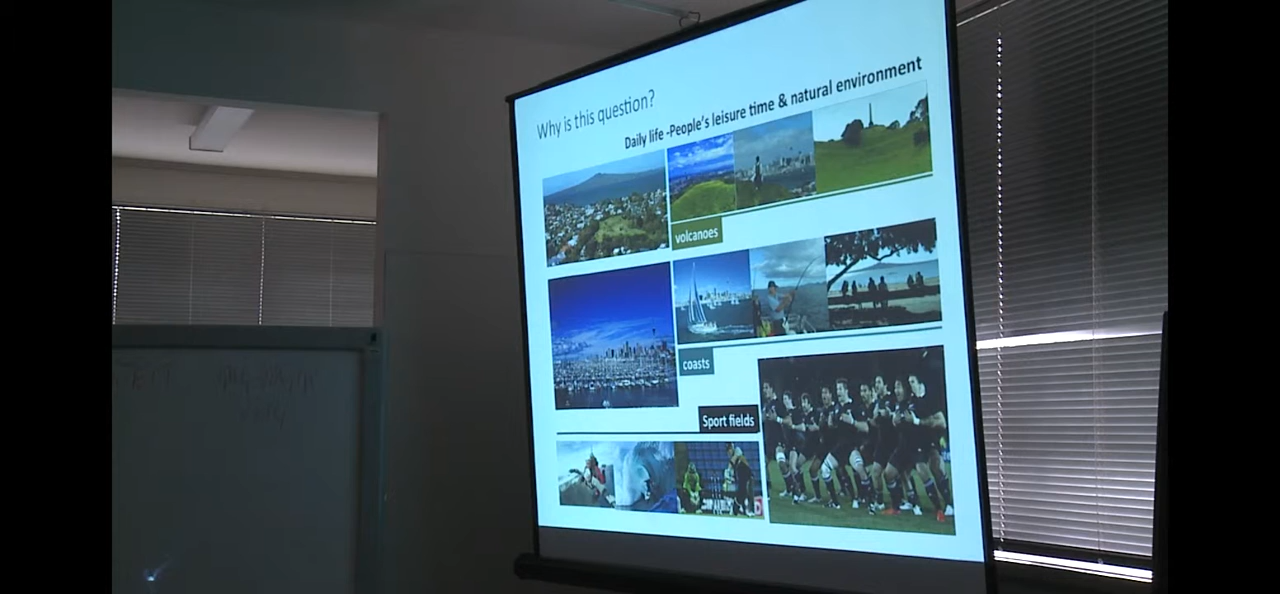 Why is this question?
Daily life -People's leisure time & natural environment
volcanoes
coasts
Sport fields